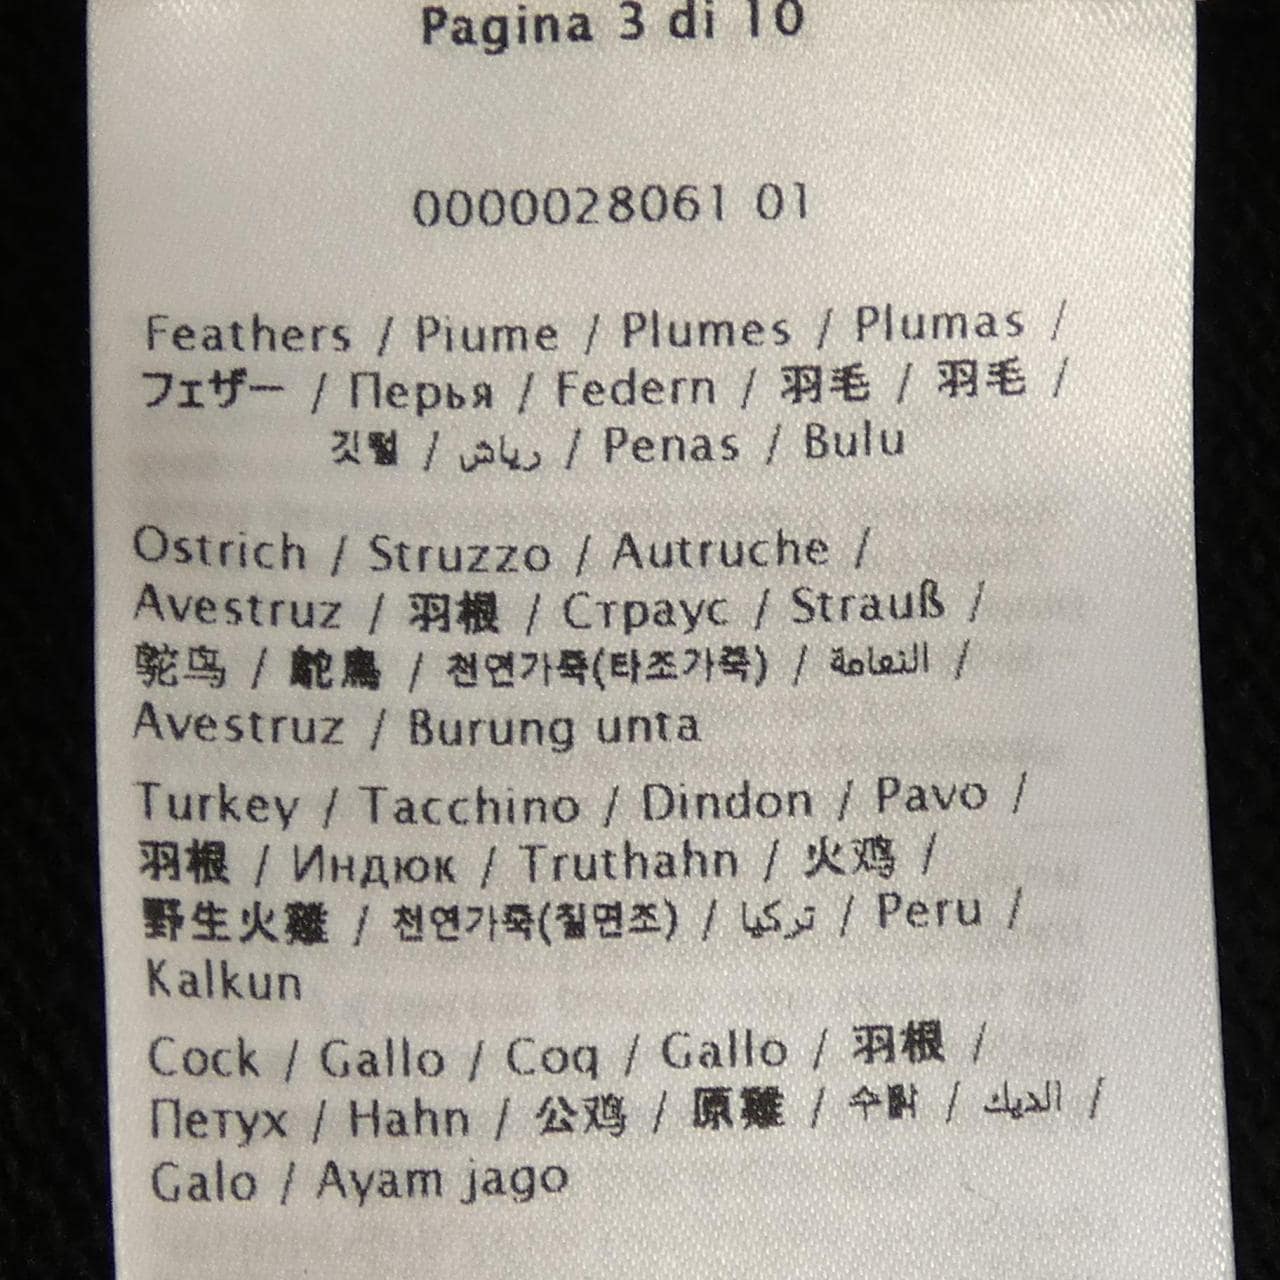 Pagina 3 di 10
0000028061 01
Feathers / Piume / Plumes / Plumas /
フェザー / Перья / Federn / 羽毛 / 羽毛 /
깃털 / رياش / Penas / Bulu
Ostrich / Struzzo / Autruche /
Avestruz / 羽根 / Страус / Strauß /
鸵鸟 / 鴕鳥 / 천연가죽(타조가죽) / النعامة /
Avestruz / Burung unta
Turkey / Tacchino / Dindon / Pavo /
羽根 / Индюк / Truthahn / 火鸡 /
野生火雞 / 천연가죽(칠면조) / تركيا / Peru /
Kalkun
Cock / Gallo / Coq / Gallo / 羽根 /
Петух / Hahn / 公鸡 / 原雞 / 수탉 / الديك /
Galo / Ayam jago